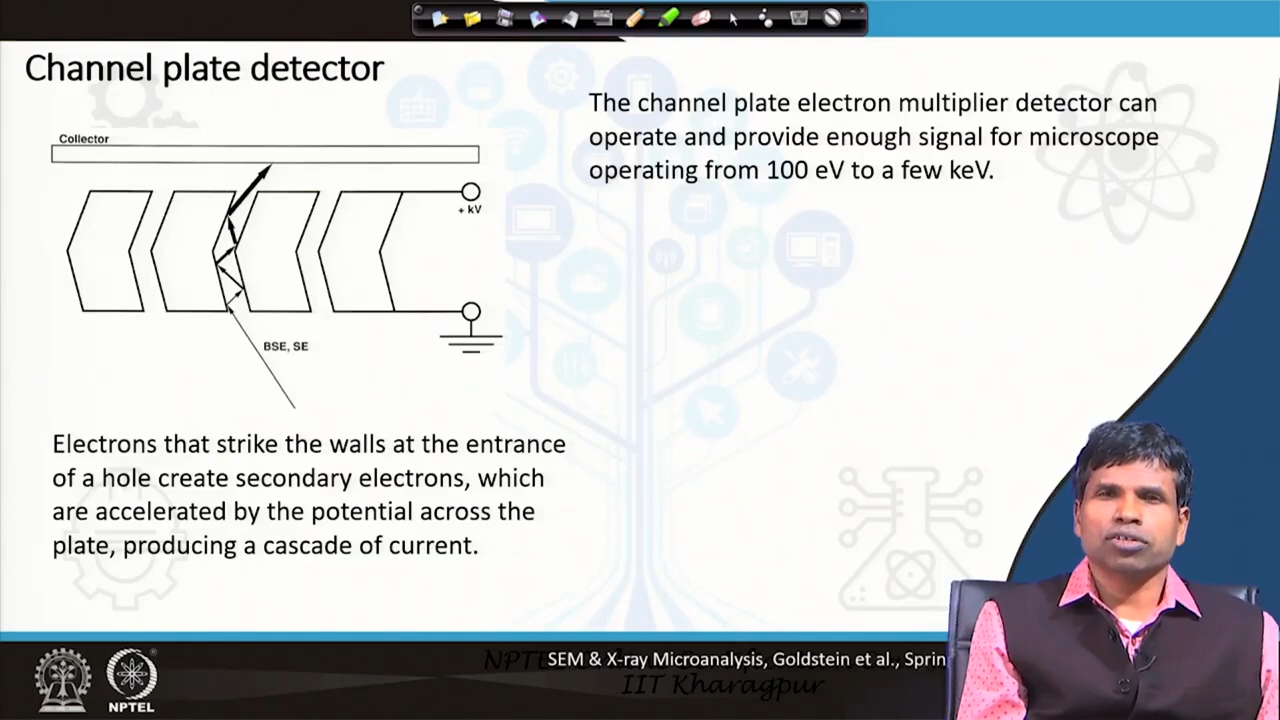 Channel plate detector
Collector
+ kV
BSE, SE
The channel plate electron multiplier detector can
operate and provide enough signal for microscope
operating from 100 eV to a few keV.
Electrons that strike the walls at the entrance
of a hole create secondary electrons, which
are accelerated by the potential across the
plate, producing a cascade of current.
SEM & X-ray Microanalysis, Goldstein et al., Sprin
IIT Kharagpur
NPTEL